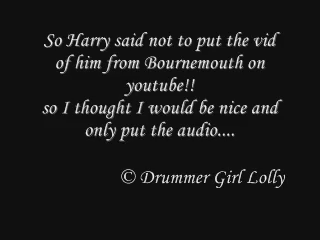 So Harry said not to put the vid
of him from Bournemouth on
youtube!!
so I thought I would be nice and
only put the audio....
© Drummer Girl Lolly